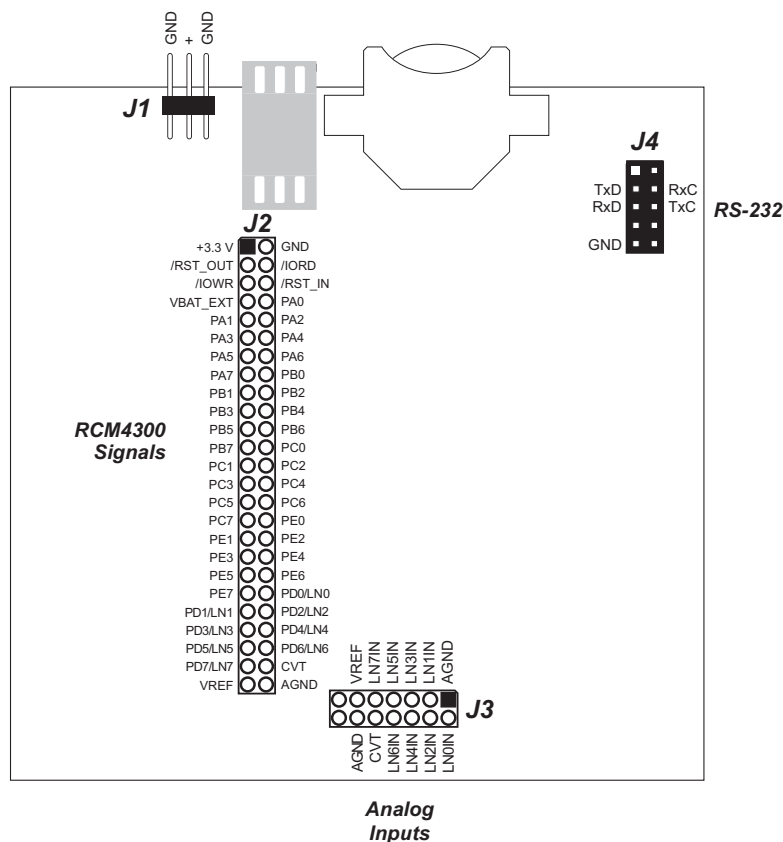 GND
+
GND
J1
J4
TxD RxC
RxD TxC
GND
RS-232
J2
+3.3 V GND
/RST_OUT /IORD
/IOWR /RST_IN
VBAT_EXT PA0
PA1 PA2
PA3 PA4
PA5 PA6
PA7 PB0
PB1 PB2
PB3 PB4
PB5 PB6
PB7 PC0
PC1 PC2
PC3 PC4
PC5 PC6
PC7 PE0
PE1 PE2
PE3 PE4
PE5 PE6
PE7 PD0/LN0
PD1/LN1 PD2/LN2
PD3/LN3 PD4/LN4
PD5/LN5 PD6/LN6
PD7/LN7 CVT
VREF AGND
RCM4300
Signals
VREF
LN7IN
LN5IN
LN3IN
LN1IN
AGND
J3
AGND
CVT
LN6IN
LN4IN
LN2IN
LN0IN
Analog
Inputs